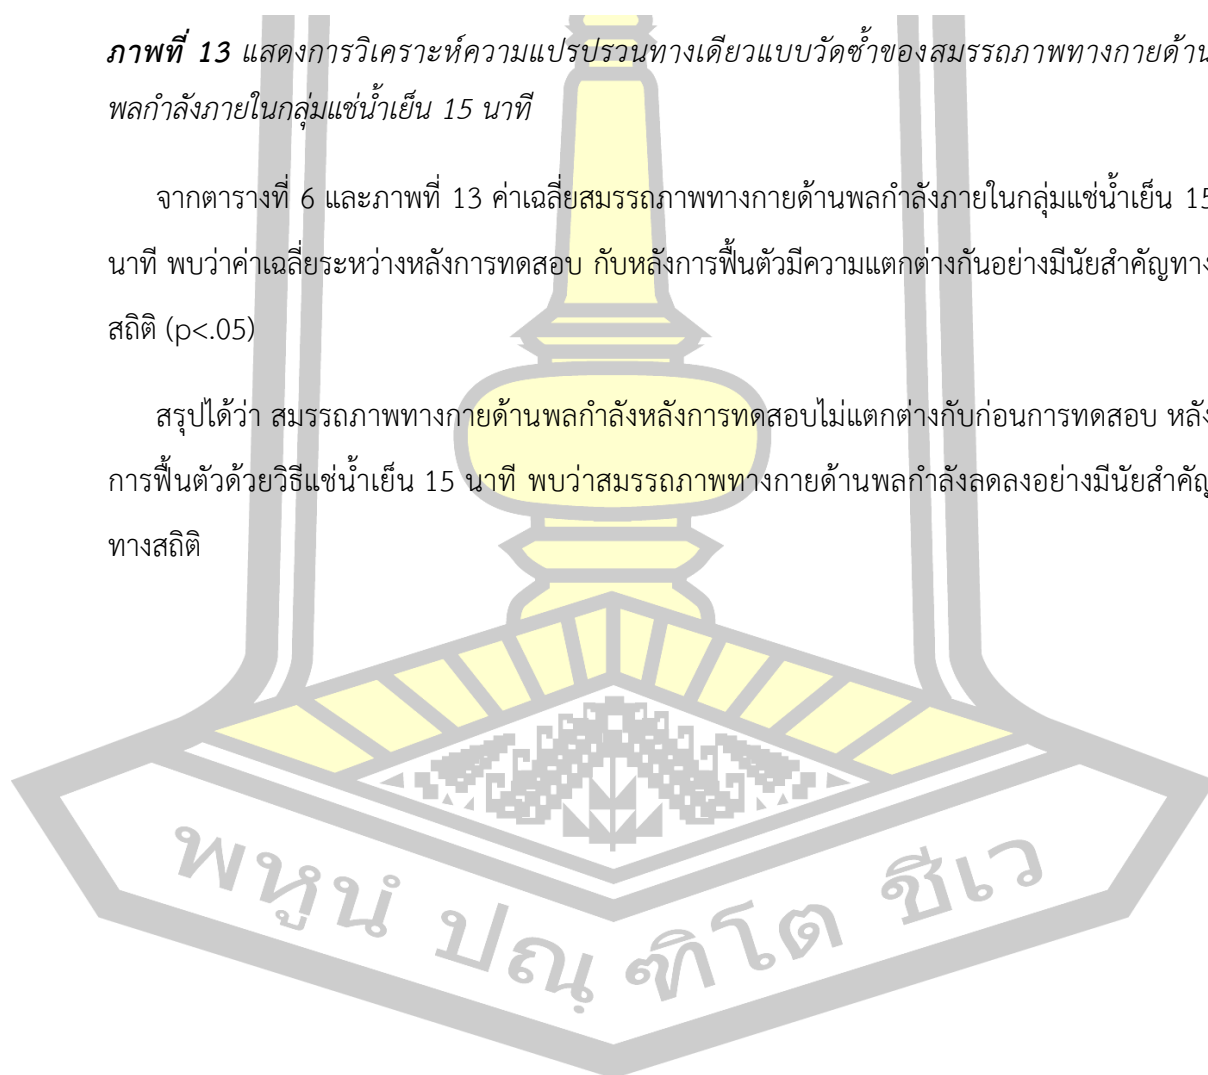 ภาพที่ 13 แสดงการวิเคราะห์ความแปรปรวนทางเดียวแบบวัดซ้ำของสมรรถภาพทางกายด้าน
พลกำลังภายในกลุ่มแช่น้ำเย็น 15 นาที
จากตารางที่ 6 และภาพที่ 13 ค่าเฉลี่ยสมรรถภาพทางกายด้านพลกำลังภายในกลุ่มแช่น้ำเย็น 15
นาที พบว่าค่าเฉลี่ยระหว่างหลังการทดสอบ กับหลังการฟื้นตัวมีความแตกต่างกันอย่างมีนัยสำคัญทาง
สถิติ (p<.05)
สรุปได้ว่า สมรรถภาพทางกายด้านพลกำลังหลังการทดสอบไม่แตกต่างกับก่อนการทดสอบ หลัง
การฟื้นตัวด้วยวิธีแช่น้ำเย็น 15 นาที พบว่าสมรรถภาพทางกายด้านพลกำลังลดลงอย่างมีนัยสำคัญ
ทางสถิติ
พหูนํ ปณฺฑิโต ชีเว